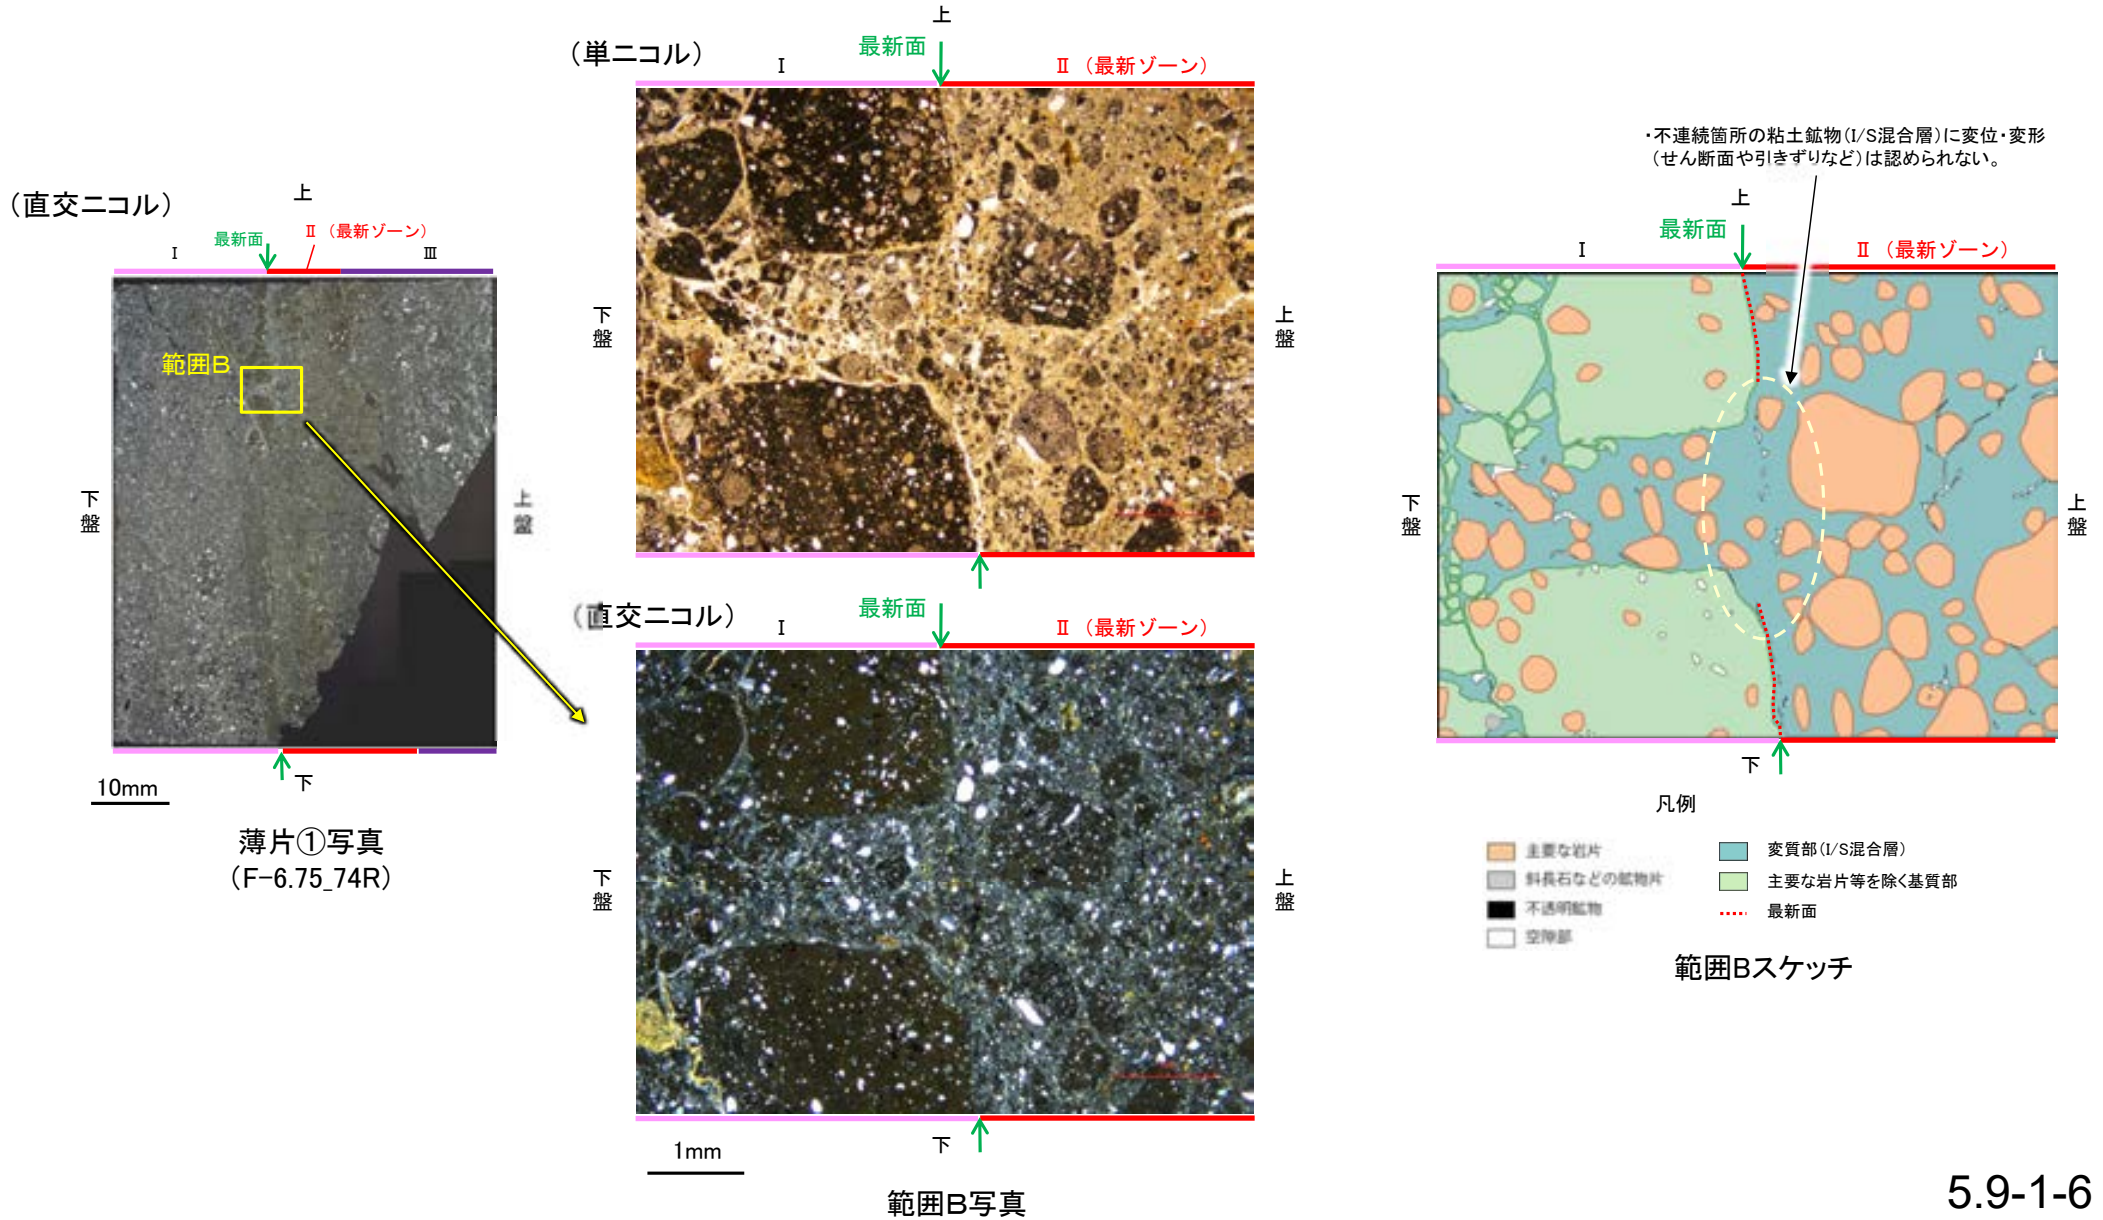 (直交ニコル)
上
最新面
Ⅱ (最新ゾーン)
Ⅰ
Ⅲ
範囲B
下盤
上盤
下
10mm
薄片①写真
(F-6.75_74R)
(単ニコル)
上
最新面
Ⅰ
Ⅱ (最新ゾーン)
下盤
上盤
(直交ニコル)
最新面
Ⅰ
Ⅱ (最新ゾーン)
下盤
上盤
下
1mm
範囲B写真
・不連続箇所の粘土鉱物(I/S混合層)に変位・変形
(せん断面や引きずりなど)は認められない。
上
最新面
Ⅰ
Ⅱ (最新ゾーン)
下盤
上盤
下
凡例
主要な岩片
斜長石などの鉱物片
不透明鉱物
空隙部
変質部(I/S混合層)
主要な岩片等を除く基質部
最新面
範囲Bスケッチ
5.9-1-6